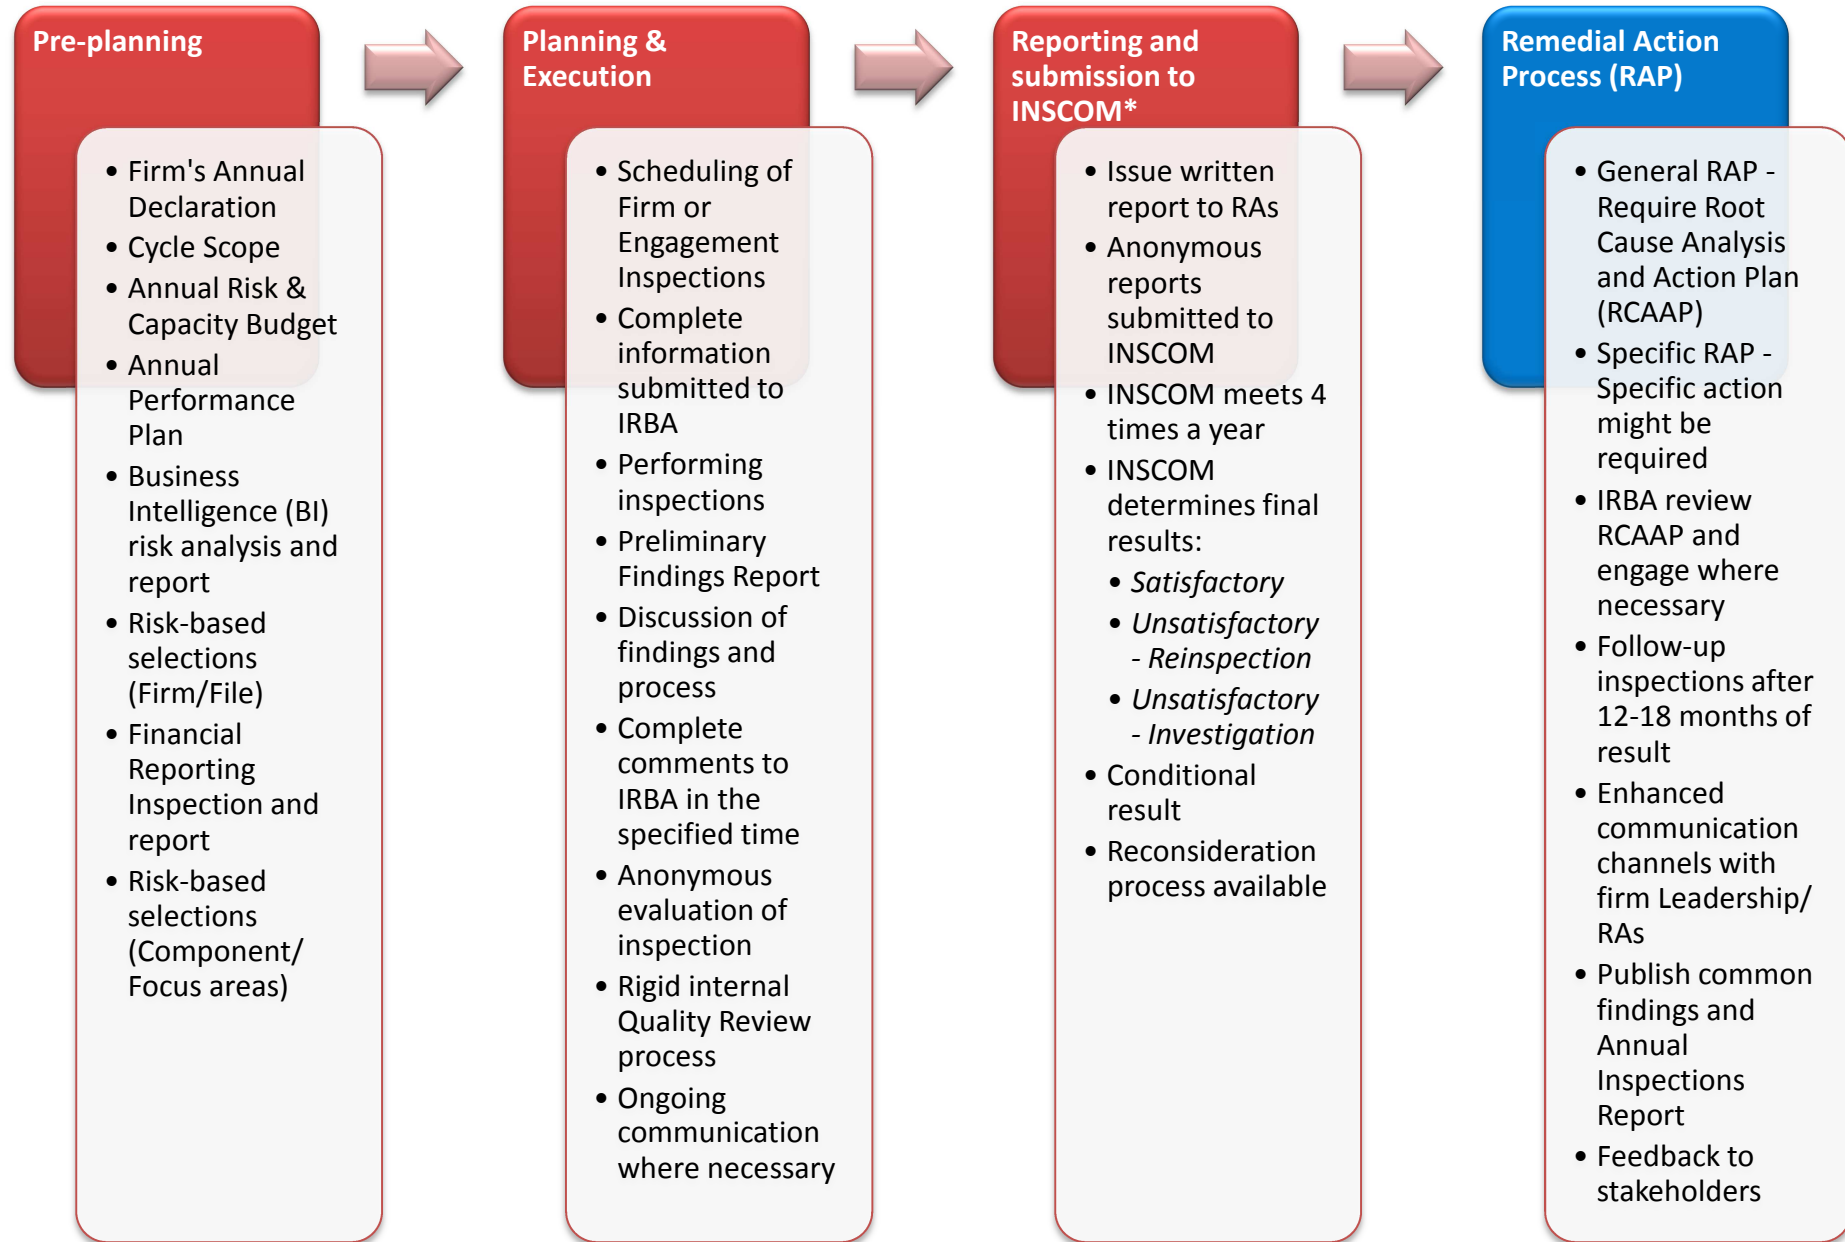 Pre-planning
• Firm's Annual
Declaration
• Cycle Scope
• Annual Risk &
Capacity Budget
• Annual
Performance
Plan
• Business
Intelligence (BI)
risk analysis and
report
• Risk-based
selections
(Firm/File)
• Financial
Reporting
Inspection and
report
• Risk-based
selections
(Component/
Focus areas)
Planning &
Execution
• Scheduling of
Firm or
Engagement
Inspections
• Complete
information
submitted to
IRBA
• Performing
inspections
• Preliminary
Findings Report
• Discussion of
findings and
process
• Complete
comments to
IRBA in the
specified time
• Anonymous
evaluation of
inspection
• Rigid internal
Quality Review
process
• Ongoing
communication
where necessary
Reporting and
submission to
INSCOM*
• Issue written
report to RAs
• Anonymous
reports
submitted to
INSCOM
• INSCOM meets 4
times a year
• INSCOM
determines final
results:
• Satisfactory
• Unsatisfactory
- Reinspection
• Unsatisfactory
- Investigation
• Conditional
result
• Reconsideration
process available
Remedial Action
Process (RAP)
• General RAP -
Require Root
Cause Analysis
and Action Plan
(RCAAP)
• Specific RAP -
Specific action
might be
required
• IRBA review
RCAAP and
engage where
necessary
• Follow-up
inspections after
12-18 months of
result
• Enhanced
communication
channels with
firm Leadership/
RAs
• Publish common
findings and
Annual
Inspections
Report
• Feedback to
stakeholders